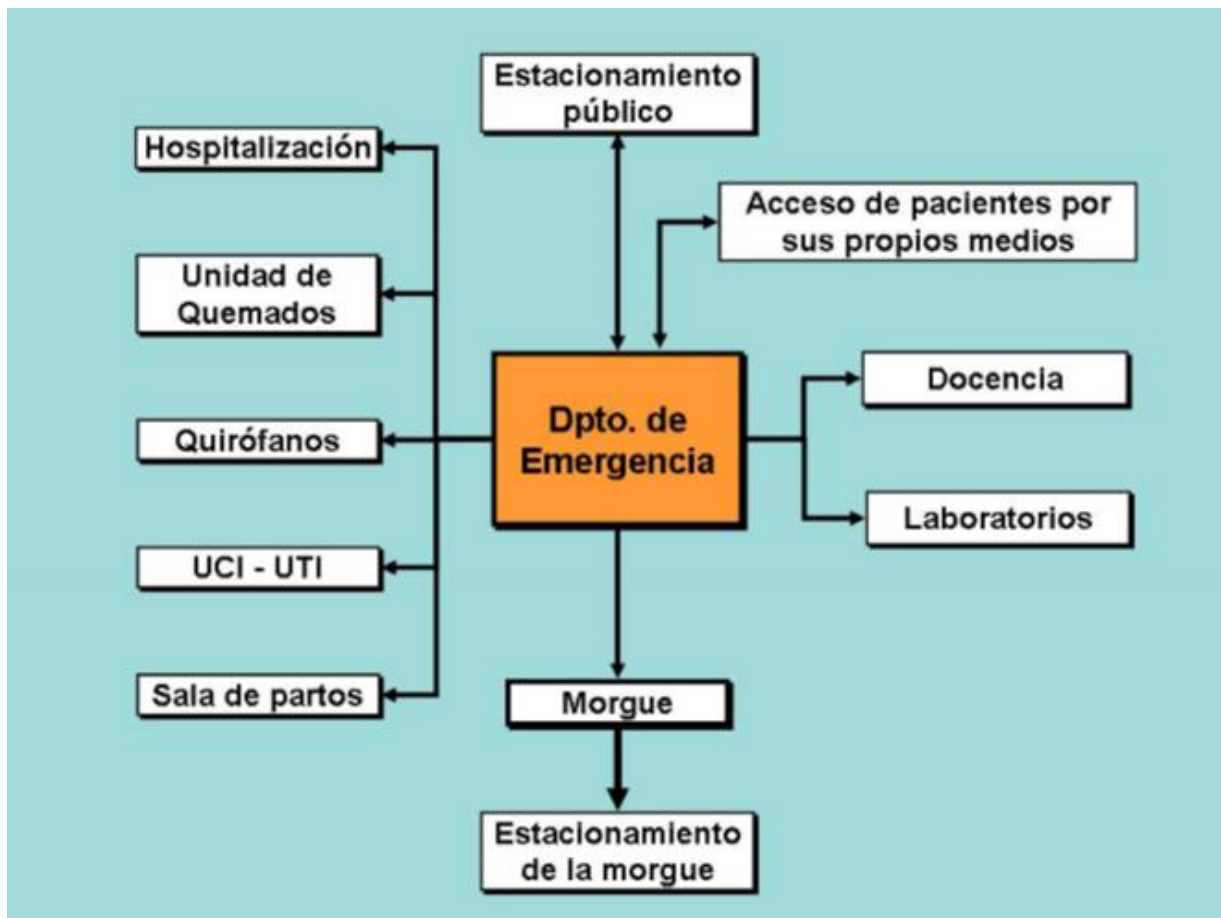 Estacionamiento
público
Hospitalización
Acceso de pacientes por
sus propios medios
Unidad de
Quemados
Docencia
Dpto. de
Emergencia
Quirófanos
Laboratorios
UCI - UTI
Sala de partos
Morgue
Estacionamiento
de la morgue